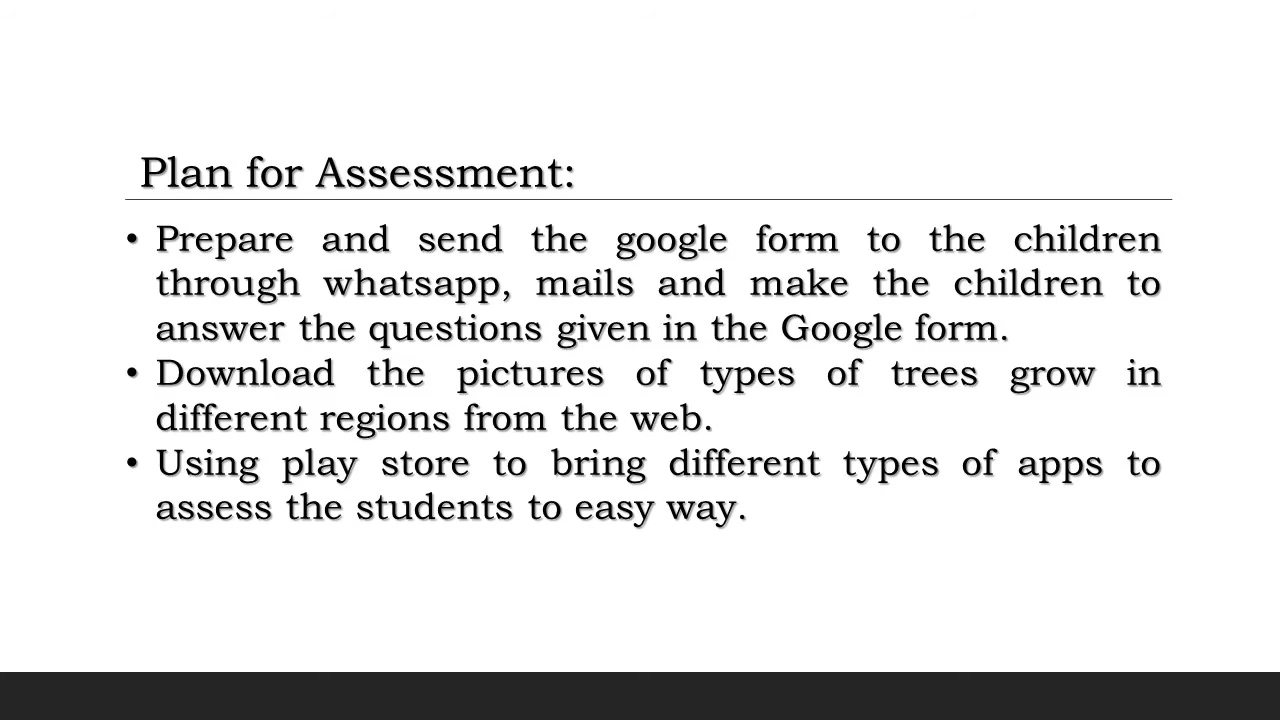 Plan for Assessment:
• Prepare and send the google form to the children
through whatsapp, mails and make the children to
answer the questions given in the Google form.
• Download the pictures of types of trees grow in
different regions from the web.
• Using play store to bring different types of apps to
assess the students to easy way.